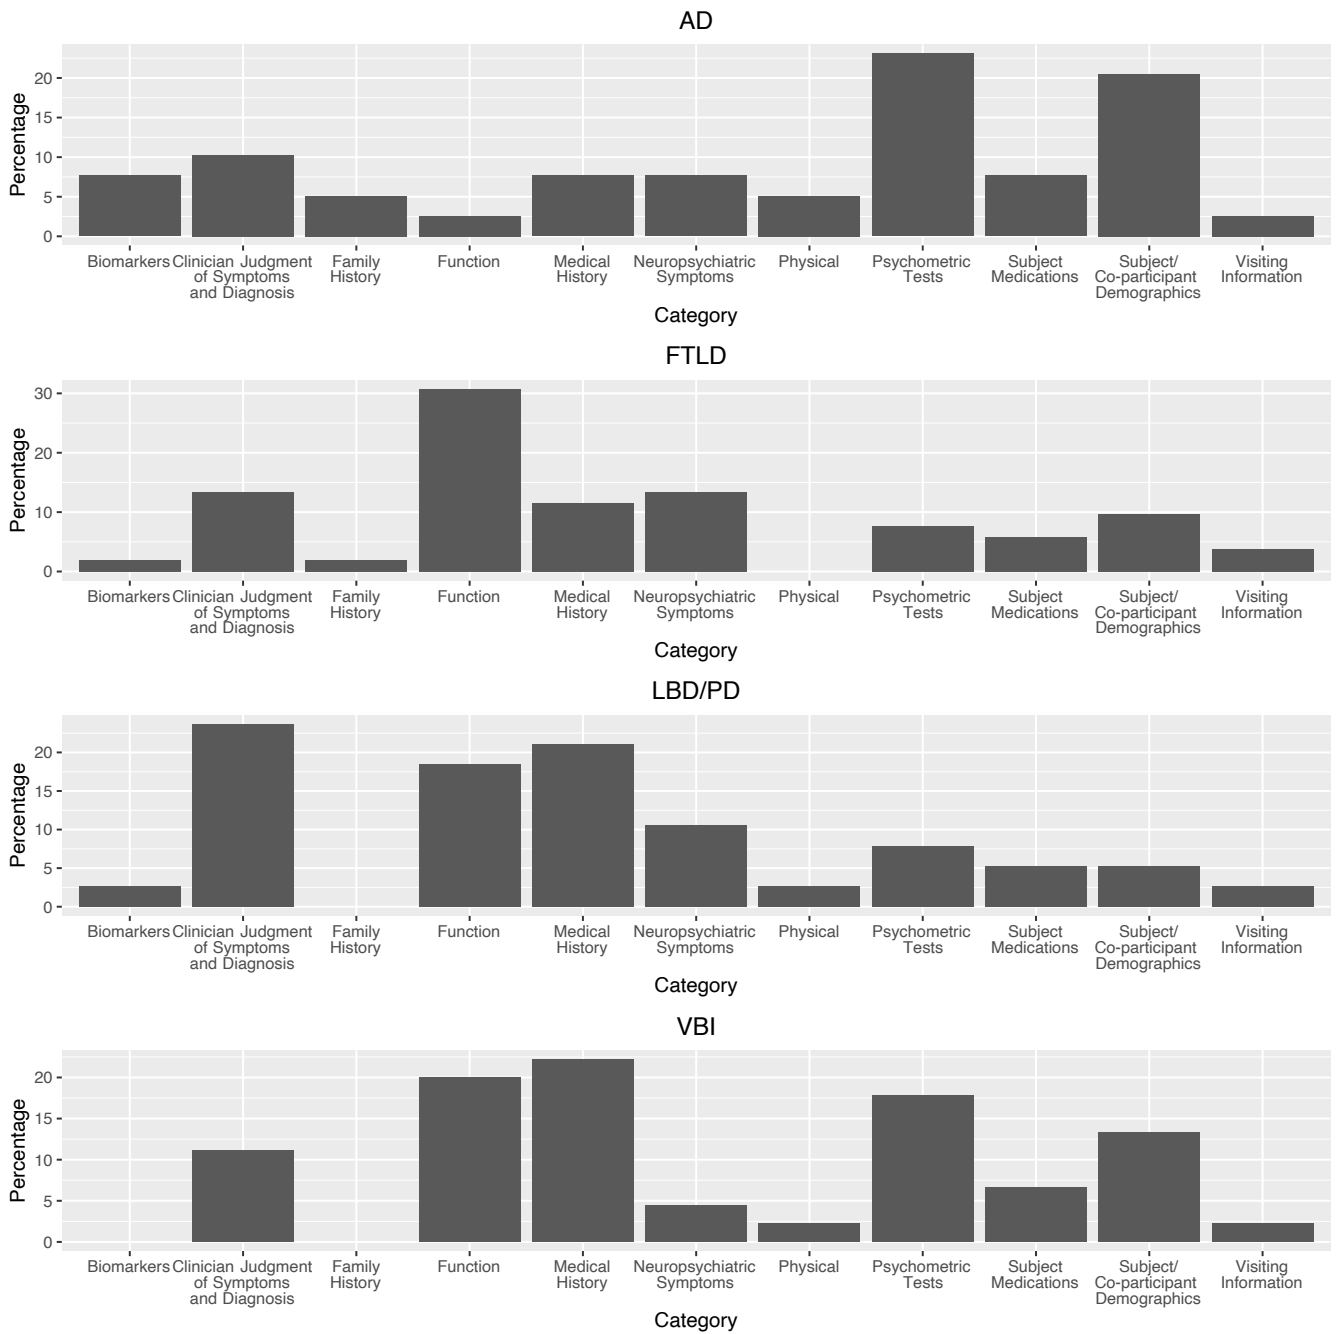 AD
Percentage
20
15
10
5
0
Biomarkers Clinician Judgment Family Function Medical Neuropsychiatric Physical Psychometric Subject Subject/ Visiting
of Symptoms History History Symptoms Tests Medications Co-participant Information
and Diagnosis Demographics
Category
FTLD
Percentage
30
20
10
0
Biomarkers Clinician Judgment Family Function Medical Neuropsychiatric Physical Psychometric Subject Subject/ Visiting
of Symptoms History History Symptoms Tests Medications Co-participant Information
and Diagnosis Demographics
Category
LBD/PD
Percentage
20
15
10
5
0
Biomarkers Clinician Judgment Family Function Medical Neuropsychiatric Physical Psychometric Subject Subject/ Visiting
of Symptoms History History Symptoms Tests Medications Co-participant Information
and Diagnosis Demographics
Category
VBI
Percentage
20
15
10
5
0
Biomarkers Clinician Judgment Family Function Medical Neuropsychiatric Physical Psychometric Subject Subject/ Visiting
of Symptoms History History Symptoms Tests Medications Co-participant Information
and Diagnosis Demographics
Category